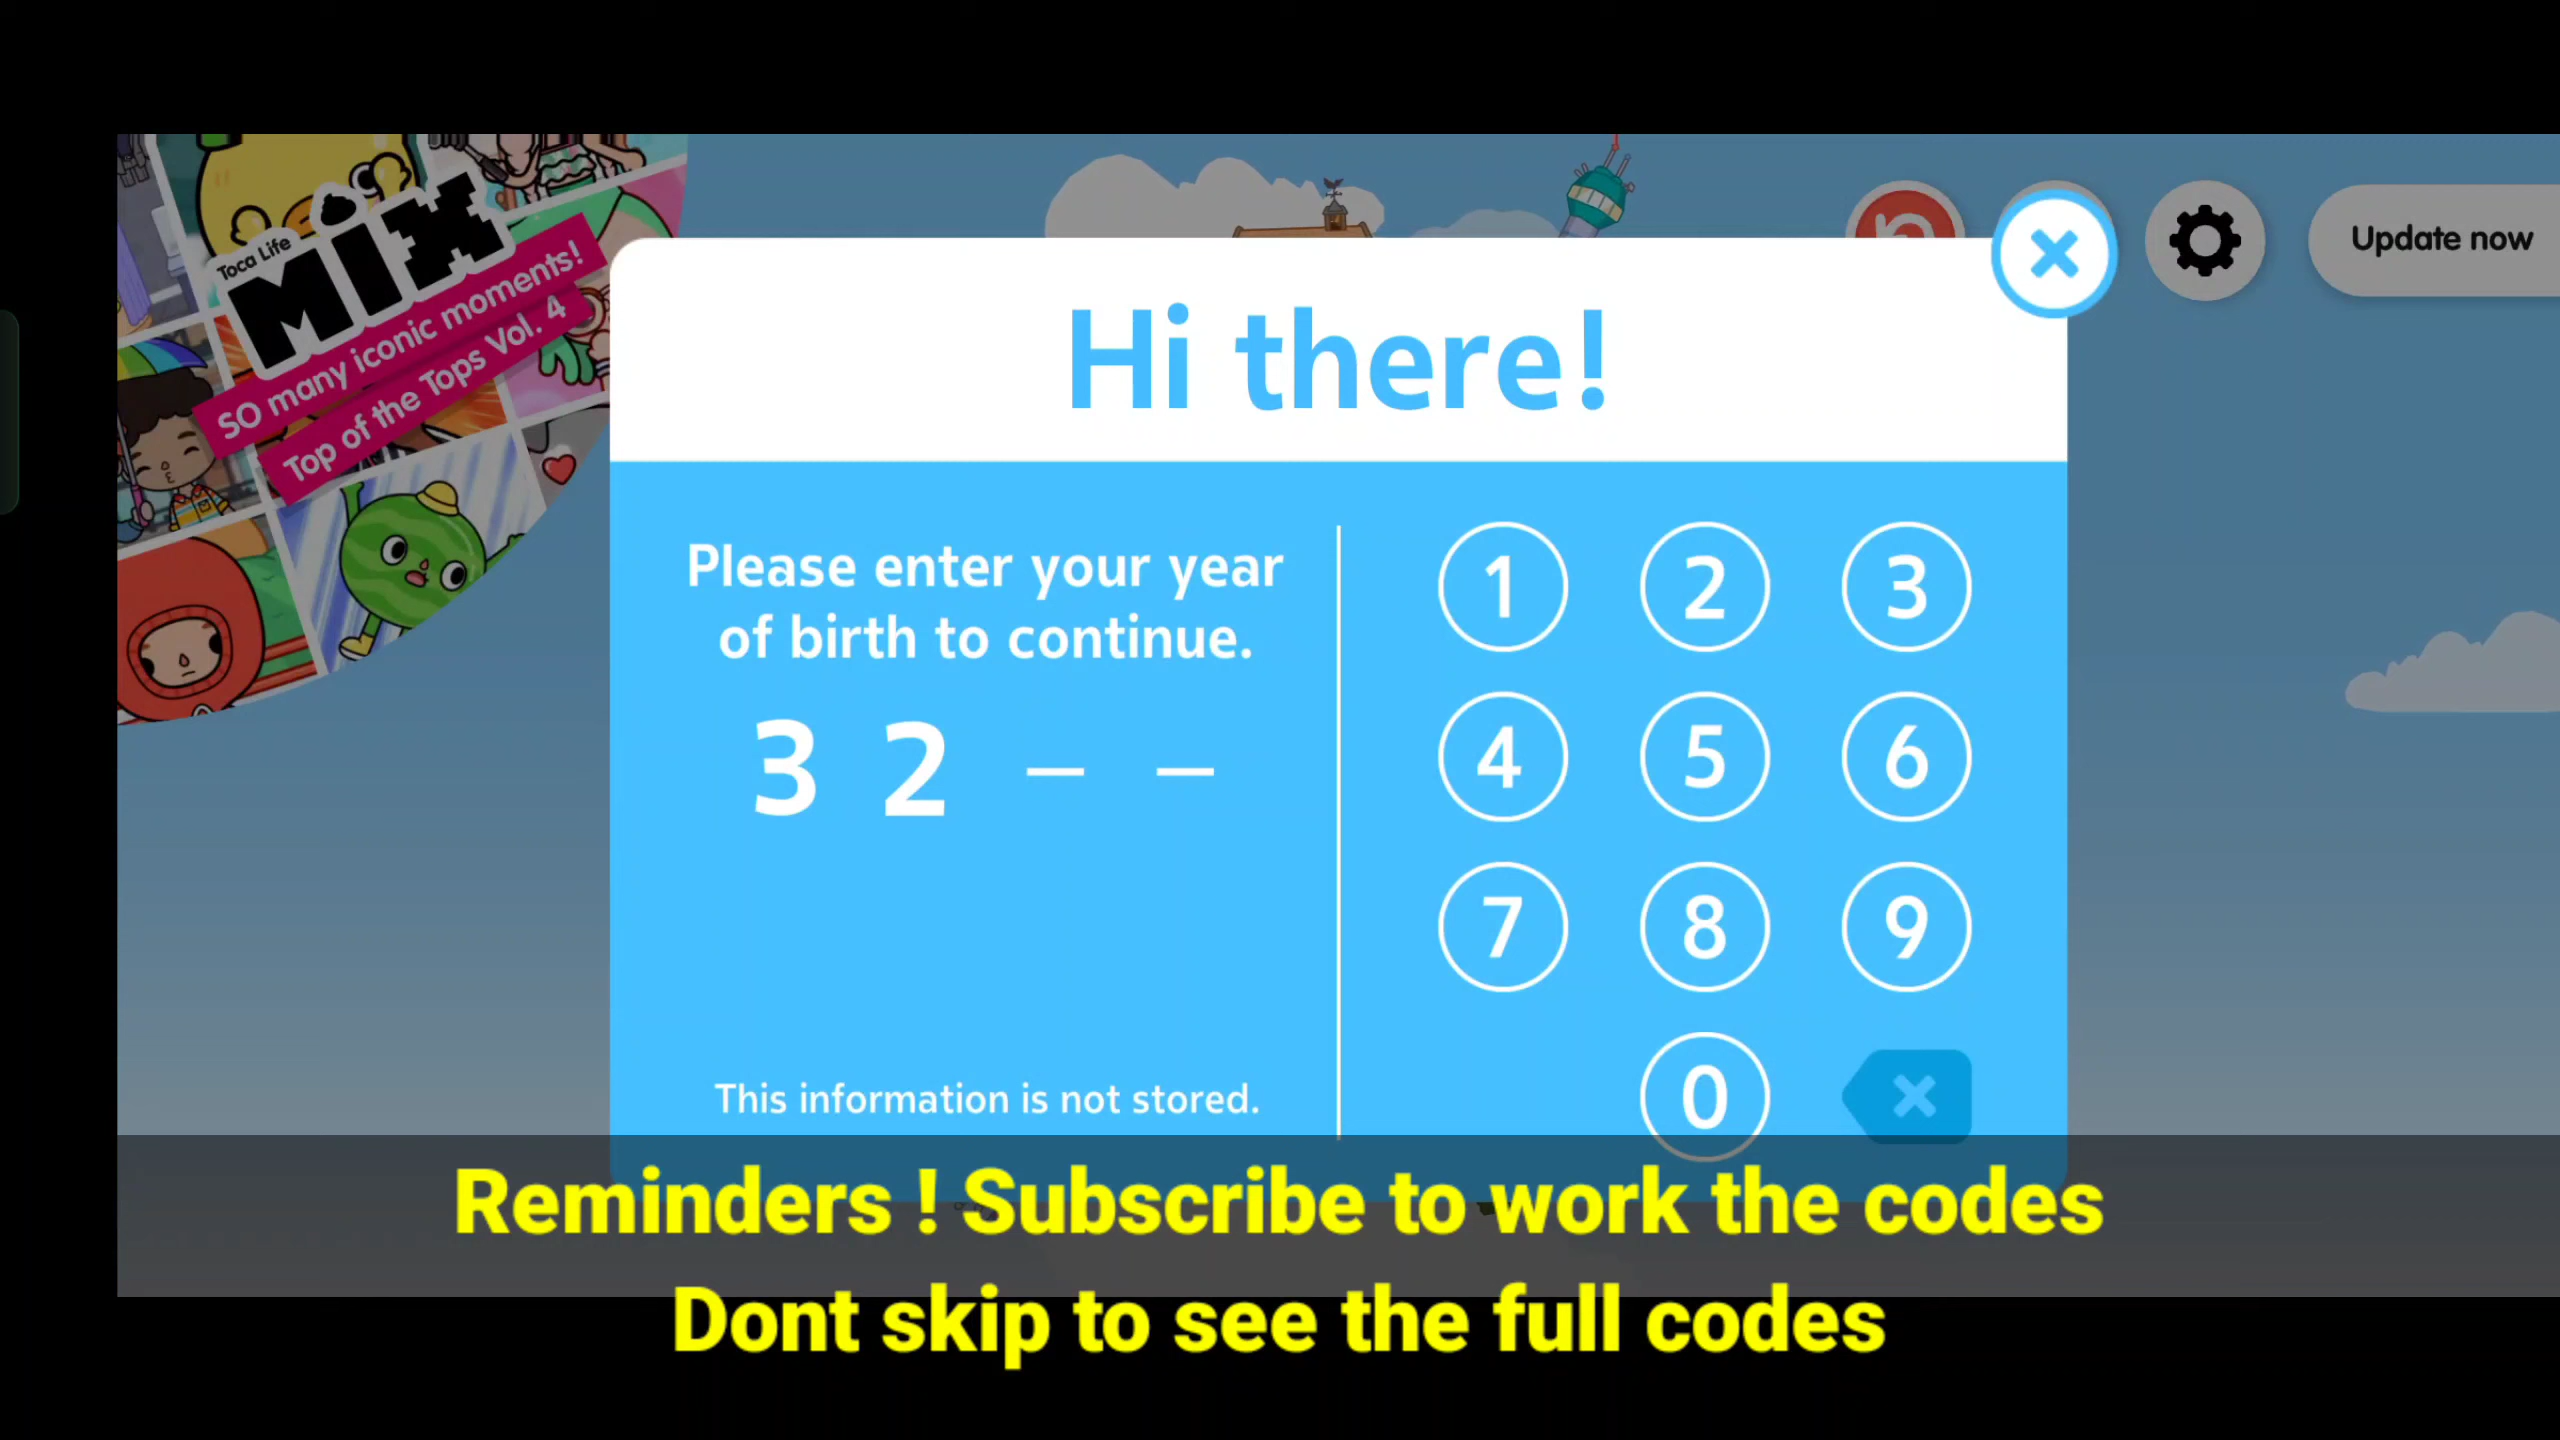 Toca Life
MiX
SO many iconic moments!
Top of the Tops Vol. 4
Update now
Hi there!
Please enter your year
of birth to continue.
3 2 – –
This information is not stored.
1 2 3
4 5 6
7 8 9
0
Reminders ! Subscribe to work the codes
Dont skip to see the full codes